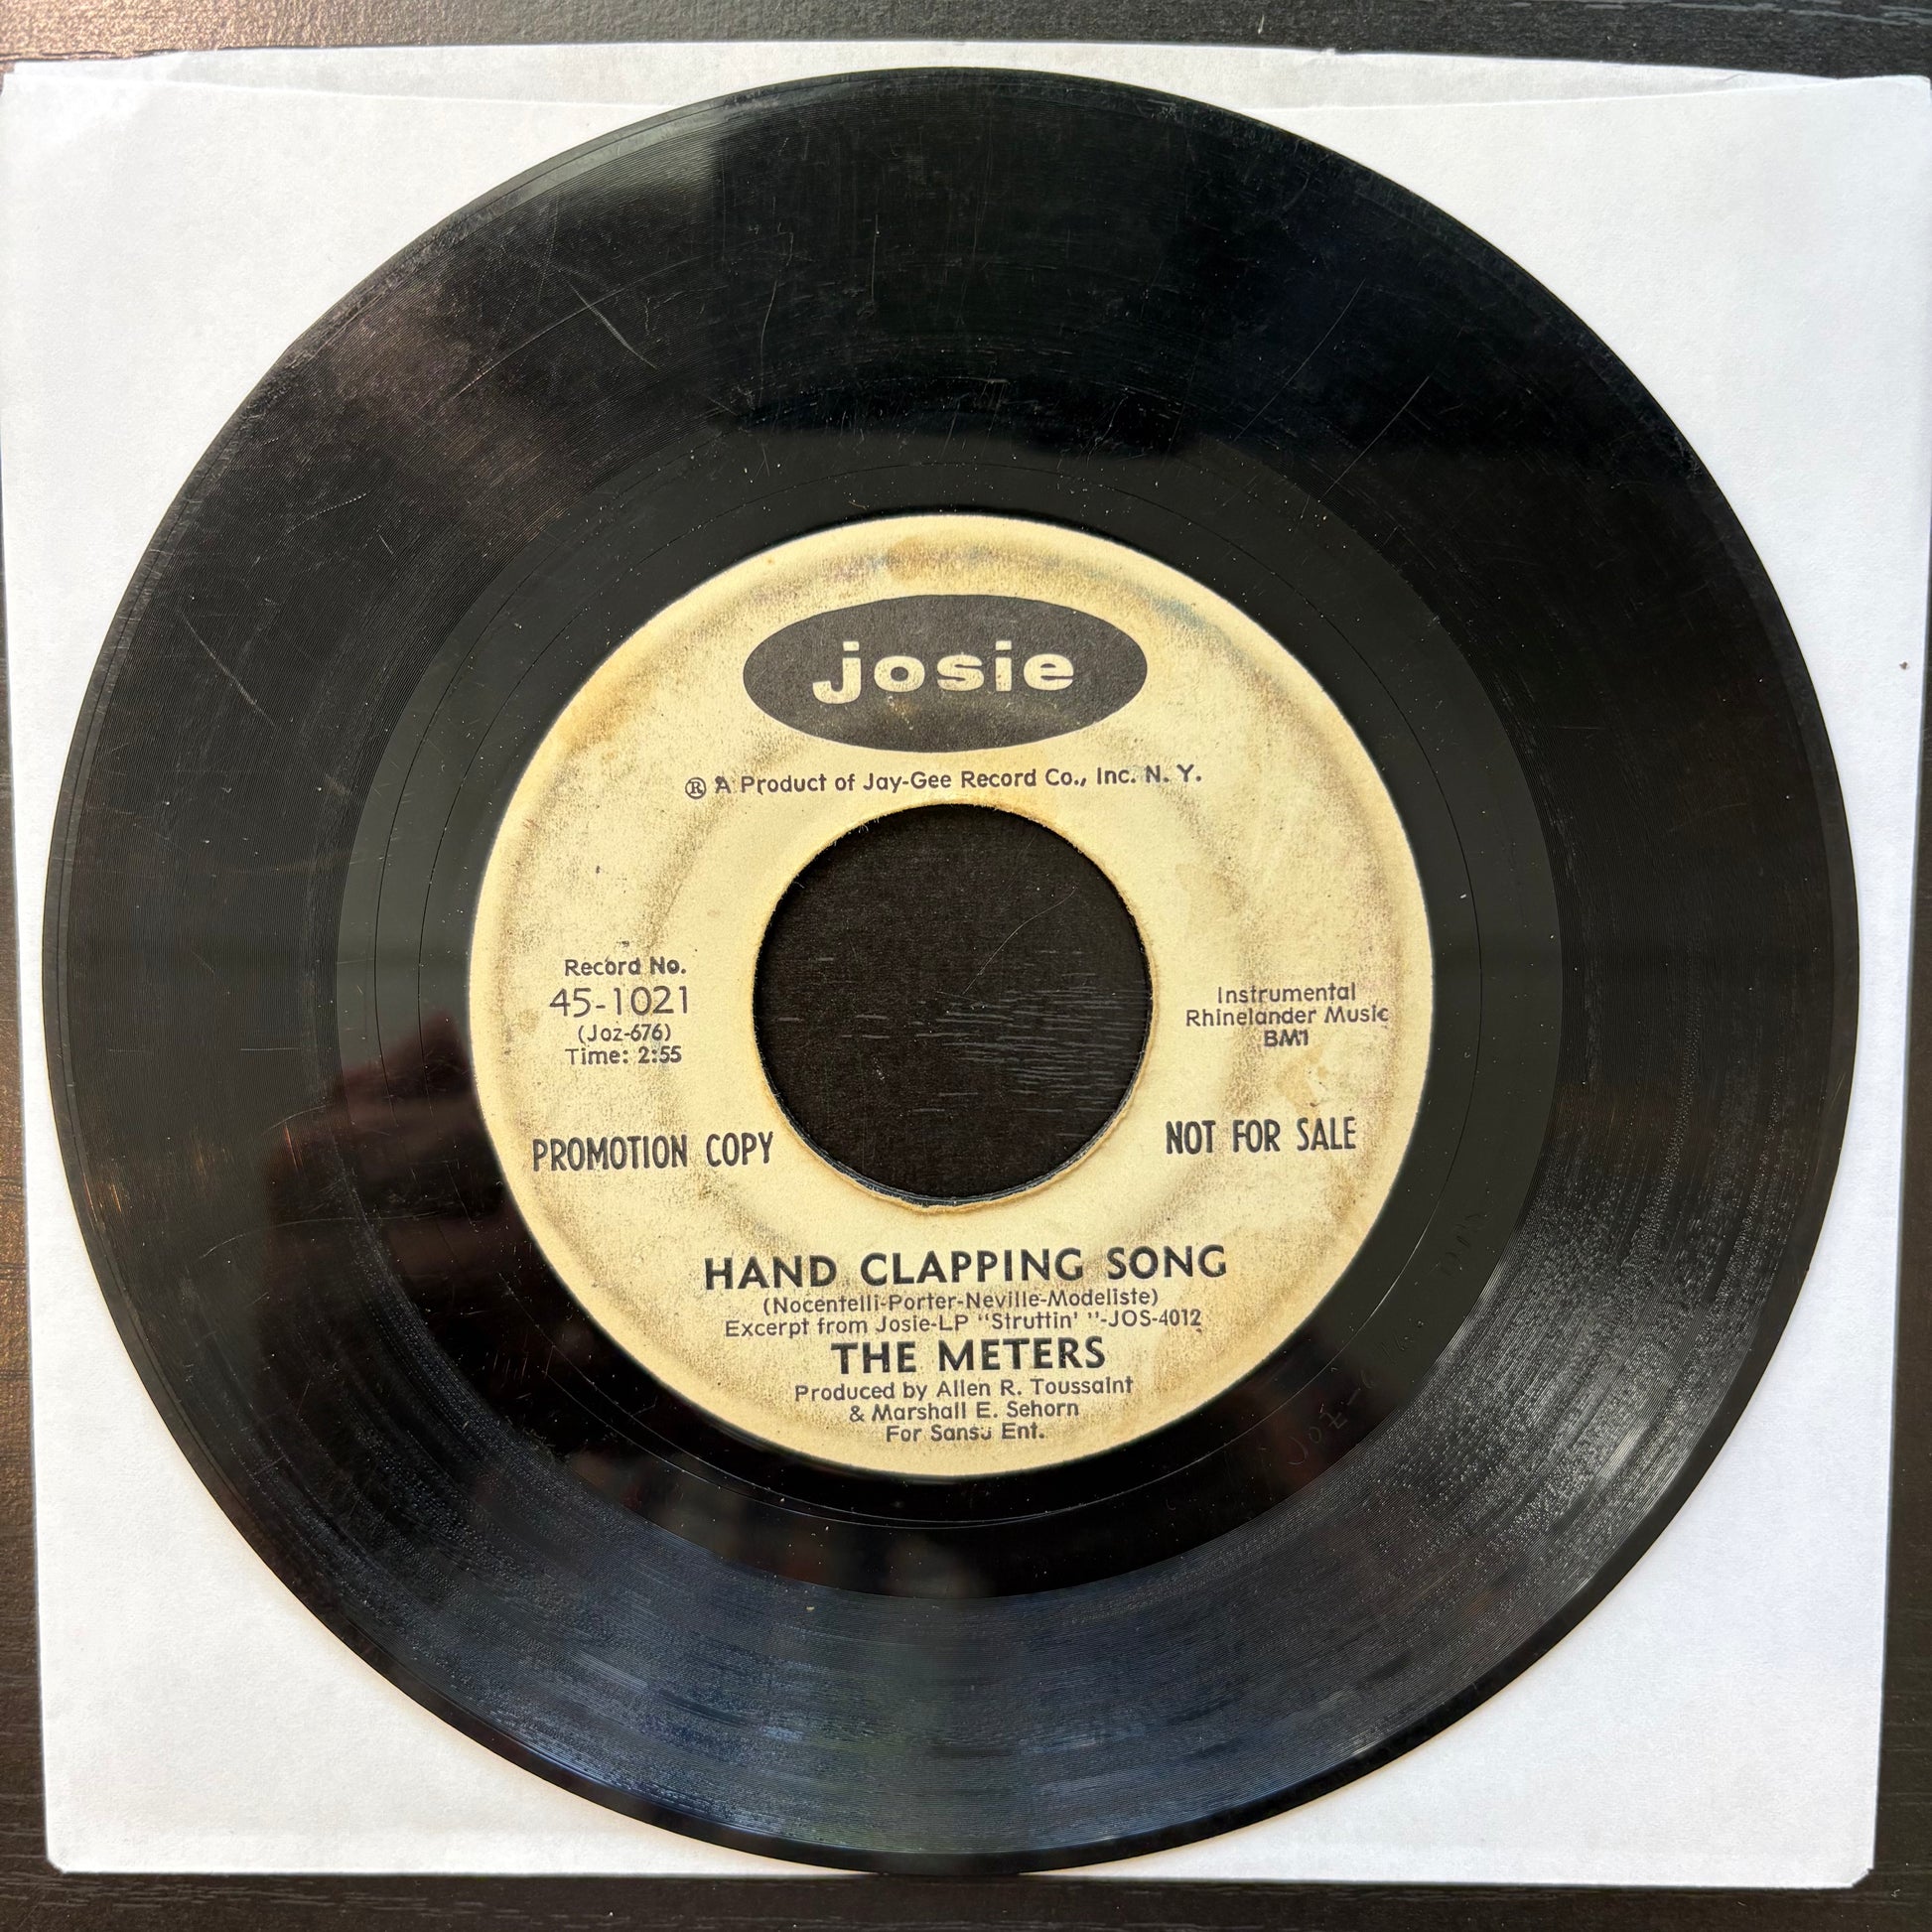 josie
® A Product of Jay-Gee Record Co., Inc. N. Y.
Record No.
45-1021
(Joz-676)
Time: 2:55
Instrumental
Rhinelander Music
BMI
PROMOTION COPY
NOT FOR SALE
HAND CLAPPING SONG
(Nocentelli-Porter-Neville-Modeliste)
Excerpt from Josie-LP "Struttin' "-JOS-4012
THE METERS
Produced by Allen R. Toussaint
& Marshall E. Sehorn
For Sansu Ent.